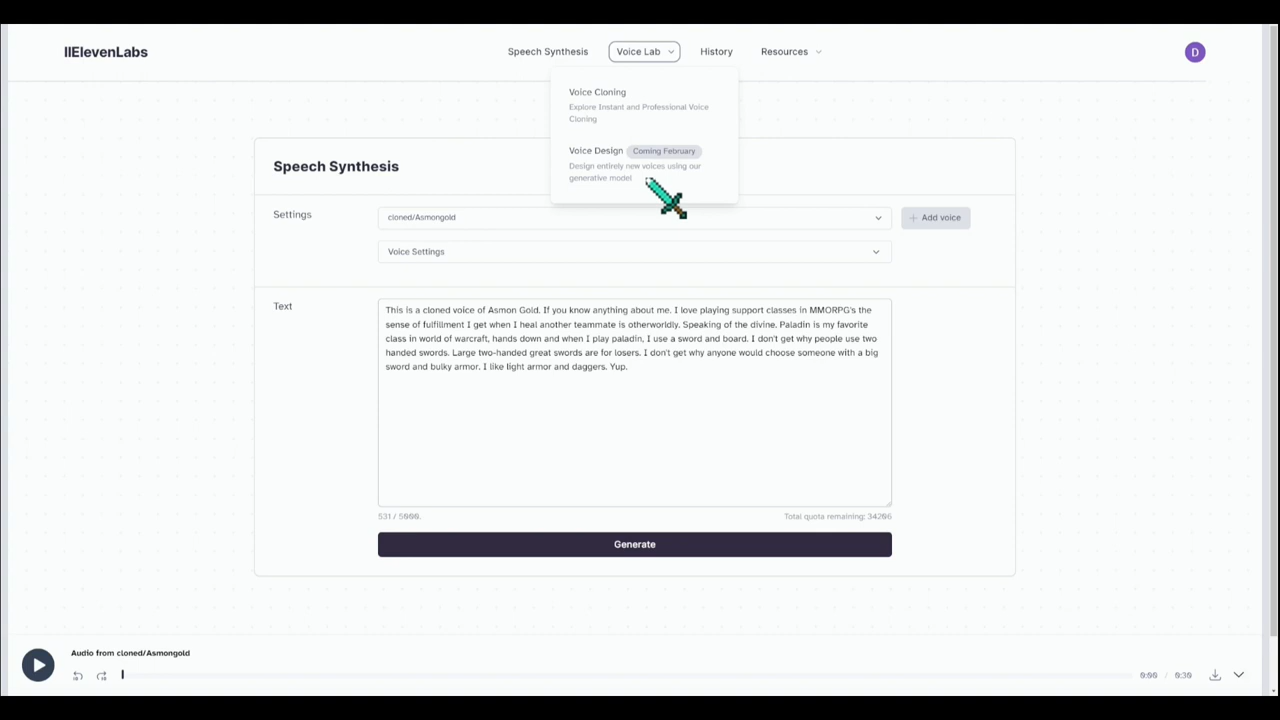 IIElevenLabs
Speech Synthesis
Voice Lab
History
Resources
D
Voice Cloning
Explore Instant and Professional Voice
Cloning
Voice Design Coming February
Design entirely new voices using our
generative model
Speech Synthesis
Settings
cloned/Asmongold
+ Add voice
Voice Settings
Text
This is a cloned voice of Asmon Gold. If you know anything about me. I love playing support classes in MMORPG's the
sense of fulfillment I get when I heal another teammate is otherworldly. Speaking of the divine. Paladin is my favorite
class in world of warcraft, hands down and when I play paladin, I use a sword and board. I don't get why people use two
handed swords. Large two-handed great swords are for losers. I don't get why anyone would choose someone with a big
sword and bulky armor. I like light armor and daggers. Yup.
531 / 5000.
Total quota remaining: 34206
Generate
Audio from cloned/Asmongold
0:00 / 0:30